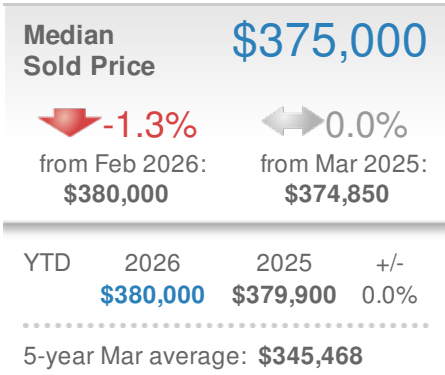 Median $375,000
Sold Price
-1.3% 0.0%
from Feb 2026: from Mar 2025:
$380,000 $374,850
YTD 2026 2025 +/-
$380,000 $379,900 0.0%
5-year Mar average: $345,468